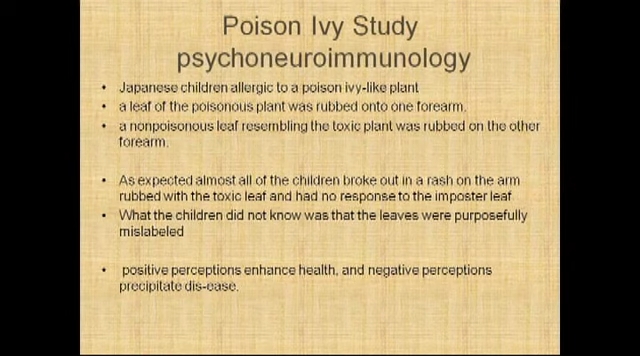 Poison Ivy Study
psychoneuroimmunology
• Japanese children allergic to a poison ivy-like plant
• a leaf of the poisonous plant was rubbed onto one forearm.
• a nonpoisonous leaf resembling the toxic plant was rubbed on the other
forearm.
• As expected almost all of the children broke out in a rash on the arm
rubbed with the toxic leaf and had no response to the imposter leaf
• What the children did not know was that the leaves were purposefully
mislabeled
• positive perceptions enhance health, and negative perceptions
precipitate dis-ease.